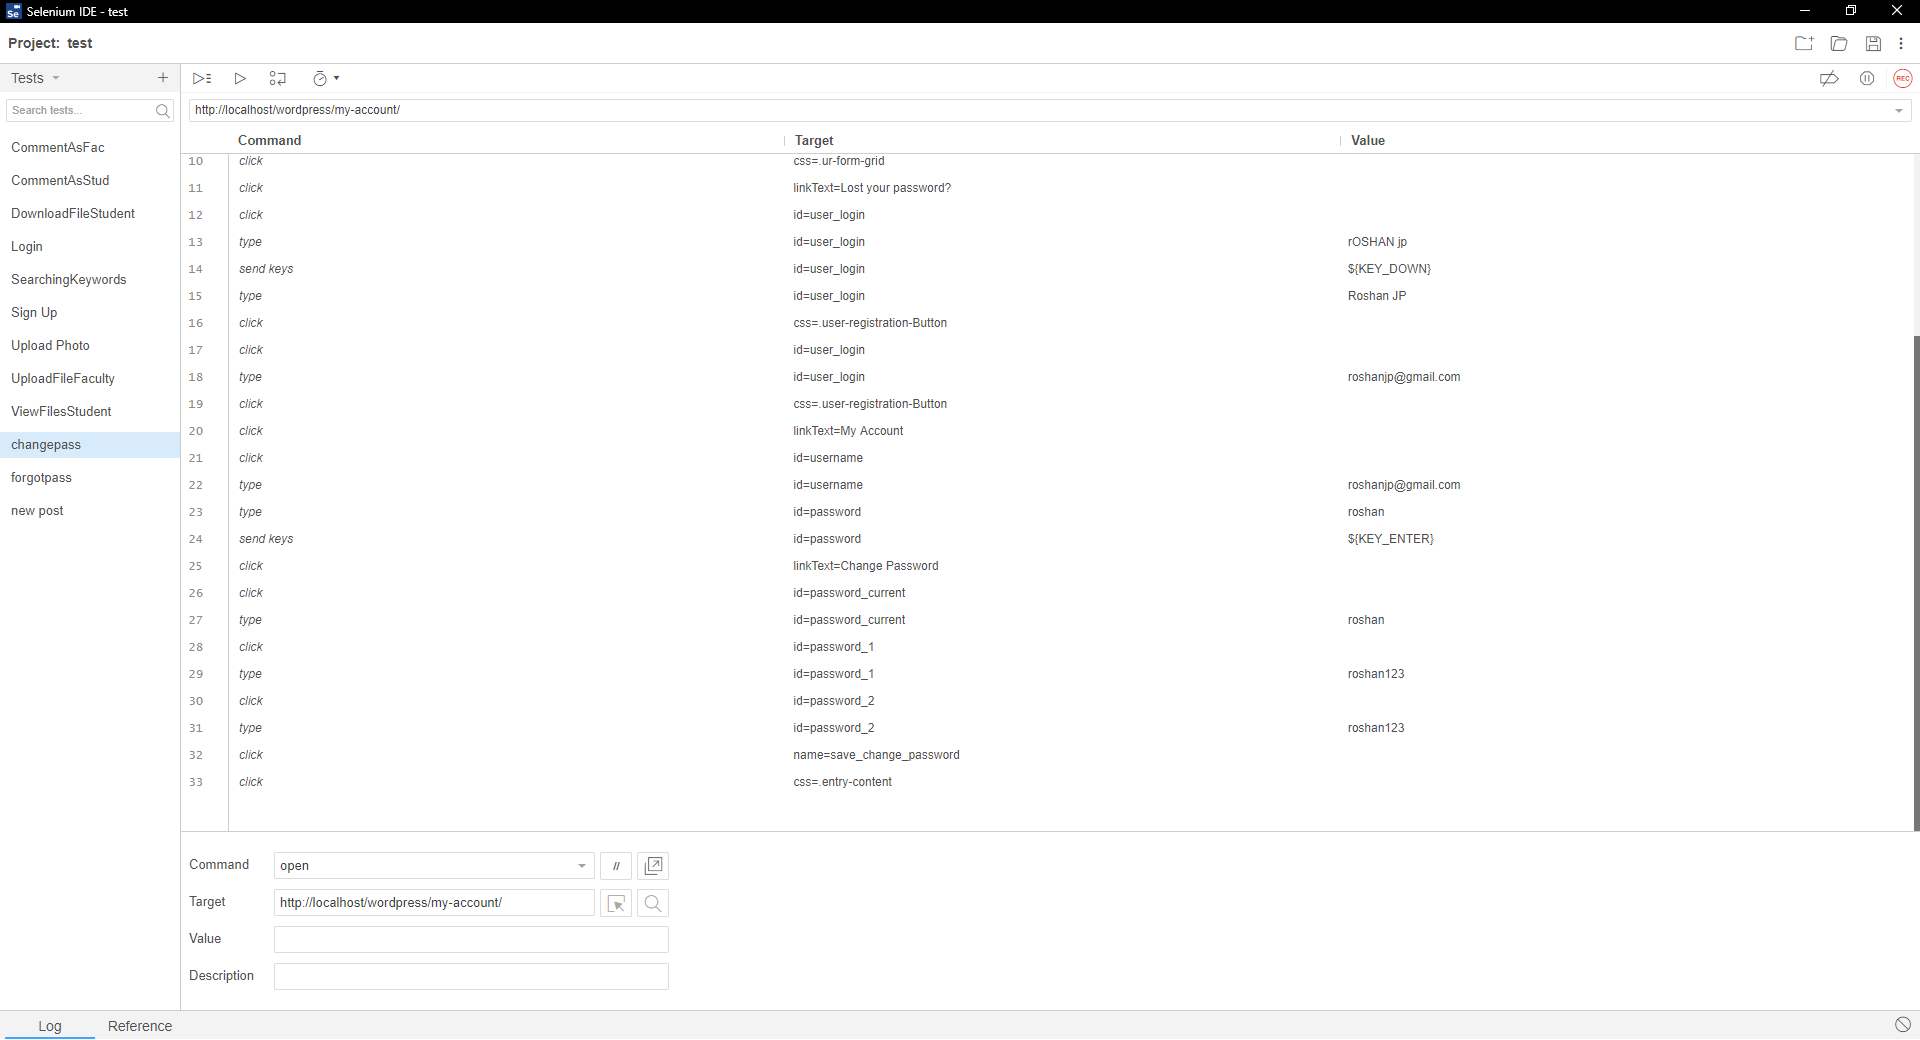 Selenium IDE - test
Project: test
Tests
Search tests...
CommentAsFac
CommentAsStud
DownloadFileStudent
Login
SearchingKeywords
Sign Up
Upload Photo
UploadFileFaculty
ViewFilesStudent
changepass
forgotpass
new post
REC
http://localhost/wordpress/my-account/
Command Target Value
10 click css=.ur-form-grid
11 click linkText=Lost your password?
12 click id=user_login
13 type id=user_login rOSHAN jp
14 send keys id=user_login ${KEY_DOWN}
15 type id=user_login Roshan JP
16 click css=.user-registration-Button
17 click id=user_login
18 type id=user_login roshanjp@gmail.com
19 click css=.user-registration-Button
20 click linkText=My Account
21 click id=username
22 type id=username roshanjp@gmail.com
23 type id=password roshan
24 send keys id=password ${KEY_ENTER}
25 click linkText=Change Password
26 click id=password_current
27 type id=password_current roshan
28 click id=password_1
29 type id=password_1 roshan123
30 click id=password_2
31 type id=password_2 roshan123
32 click name=save_change_password
33 click css=.entry-content
Command open //
Target http://localhost/wordpress/my-account/
Value
Description
Log Reference